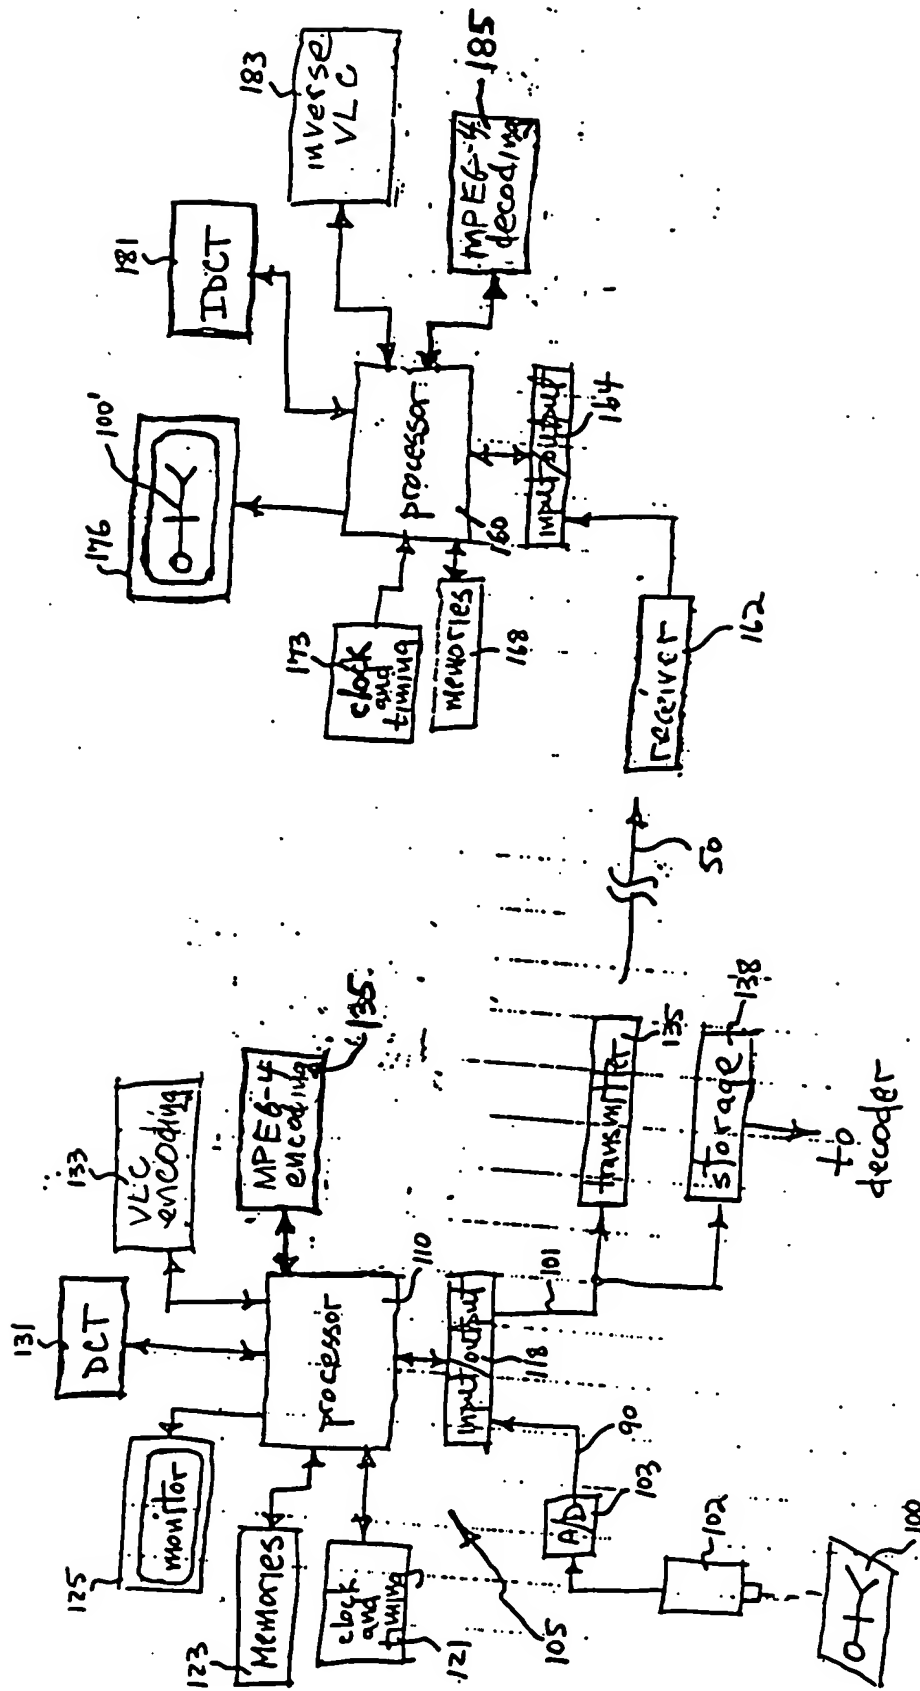 125
monitor
131
DCT
133
VLC
encoding
123
Memories
processor
110
MPEG-4
encoding
135
clock
and
timing
121
input/output
118
101
105
90
A/D
103
transmitter
135
102
storage
138
100
to
decoder
50
176
100'
181
IDCT
183
inverse
VLC
173
clock
and
timing
processor
160
MPEG-4
decoding
185
memories
168
input/output
164
receiver
162